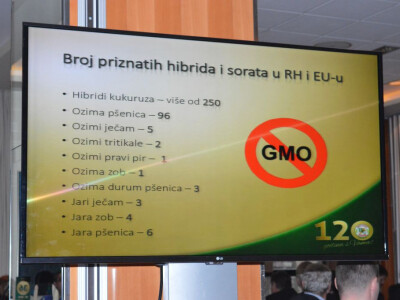 Broj priznatih hibrida i sorata u RH i EU-u
• Hibridi kukuruza – više od 250
• Ozima pšenica – 96
• Ozimi ječam – 5
• Ozimi tritikale – 2
• Ozimi pravi pir – 1
• Ozima zob – 1
• Ozima durum pšenica – 3
• Jari ječam – 3
• Jara zob – 4
• Jara pšenica – 6
GMO
120
LG